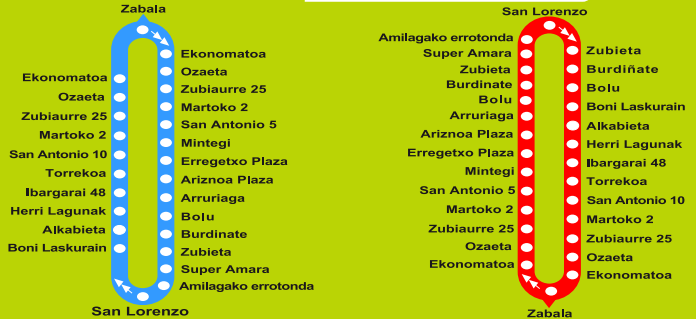 Zabala
Ekonomatoa
Ozaeta
Zubiaurre 25
Martoko 2
San Antonio 5
Mintegi
Erregetxo Plaza
Ariznoa Plaza
Arruriaga
Bolu
Burdinate
Zubieta
Super Amara
Amilagako errotonda
Ekonomatoa
Ozaeta
Zubiaurre 25
Martoko 2
San Antonio 10
Torrekoa
Ibargarai 48
Herri Lagunak
Alkabieta
Boni Laskurain
San Lorenzo
San Lorenzo
Amilagako errotonda
Super Amara
Zubieta
Burdinate
Bolu
Arruriaga
Ariznoa Plaza
Erregetxo Plaza
Mintegi
San Antonio 5
Martoko 2
Zubiaurre 25
Ozaeta
Ekonomatoa
Zubieta
Burdiñate
Bolu
Boni Laskurain
Alkabieta
Herri Lagunak
Ibargarai 48
Torrekoa
San Antonio 10
Martoko 2
Zubiaurre 25
Ozaeta
Ekonomatoa
Zabala